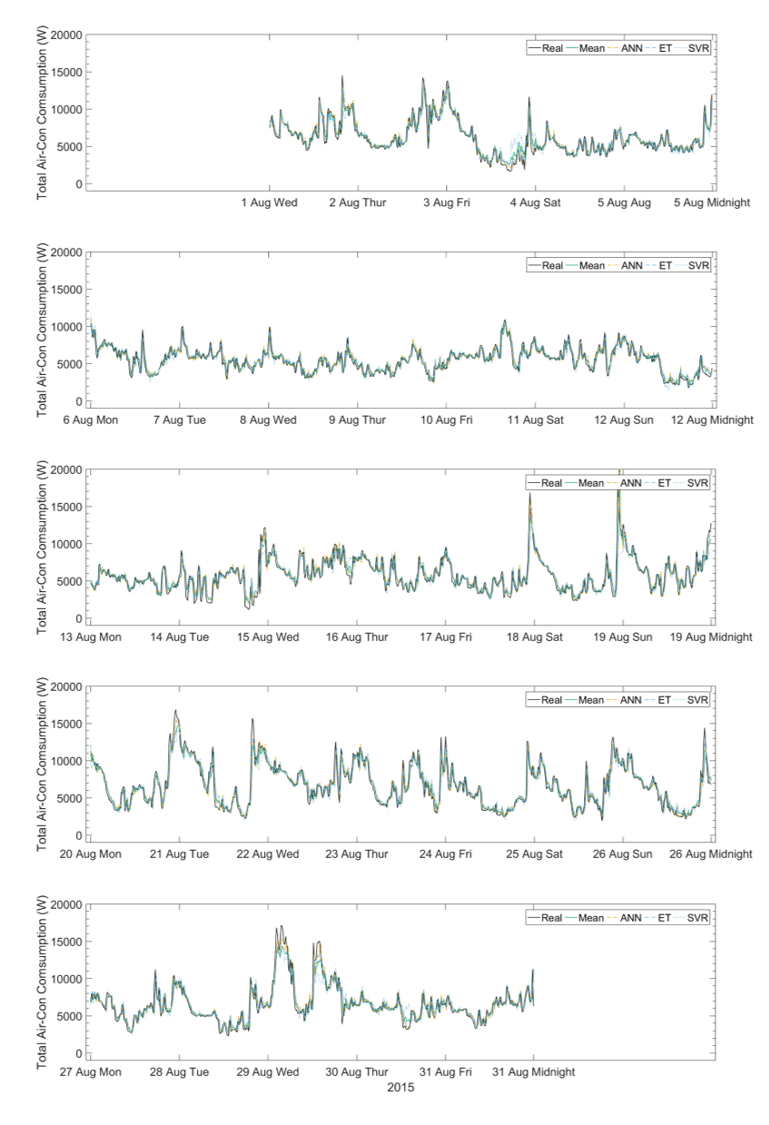 Total Air-Con Comsumption (W)
20000
15000
10000
5000
0
Real Mean ANN ET SVR
1 Aug Wed 2 Aug Thur 3 Aug Fri 4 Aug Sat 5 Aug Aug 5 Aug Midnight
Total Air-Con Comsumption (W)
20000
15000
10000
5000
0
Real Mean ANN ET SVR
6 Aug Mon 7 Aug Tue 8 Aug Wed 9 Aug Thur 10 Aug Fri 11 Aug Sat 12 Aug Sun 12 Aug Midnight
Total Air-Con Comsumption (W)
20000
15000
10000
5000
0
Real Mean ANN ET SVR
13 Aug Mon 14 Aug Tue 15 Aug Wed 16 Aug Thur 17 Aug Fri 18 Aug Sat 19 Aug Sun 19 Aug Midnight
Total Air-Con Comsumption (W)
20000
15000
10000
5000
0
Real Mean ANN ET SVR
20 Aug Mon 21 Aug Tue 22 Aug Wed 23 Aug Thur 24 Aug Fri 25 Aug Sat 26 Aug Sun 26 Aug Midnight
Total Air-Con Comsumption (W)
20000
15000
10000
5000
0
Real Mean ANN ET SVR
27 Aug Mon 28 Aug Tue 29 Aug Wed 30 Aug Thur 31 Aug Fri 31 Aug Midnight
2015